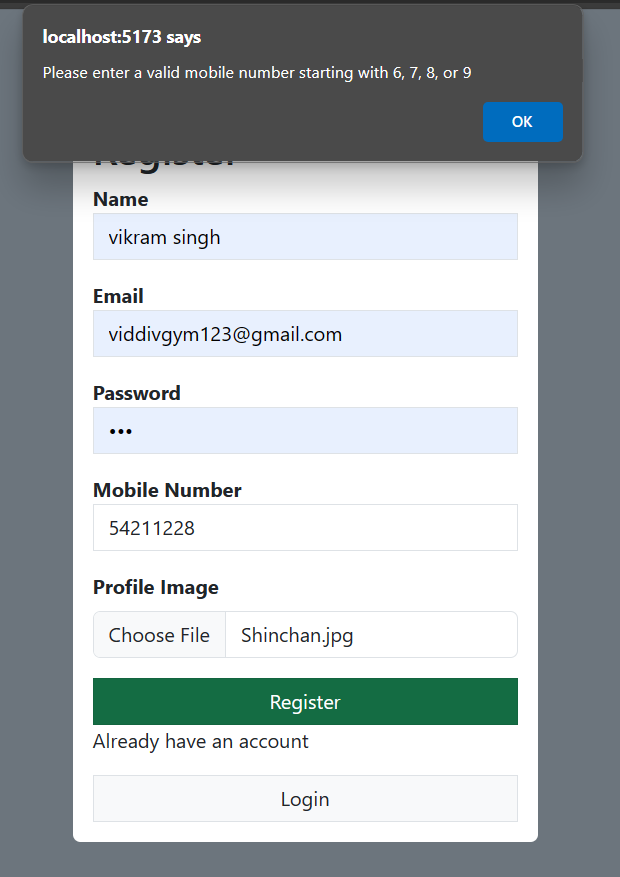 localhost:5173 says
Please enter a valid mobile number starting with 6, 7, 8, or 9
OK
Register
Name
vikram singh
Email
viddivgym123@gmail.com
Password
•••
Mobile Number
54211228
Profile Image
Choose File Shinchan.jpg
Register
Already have an account
Login